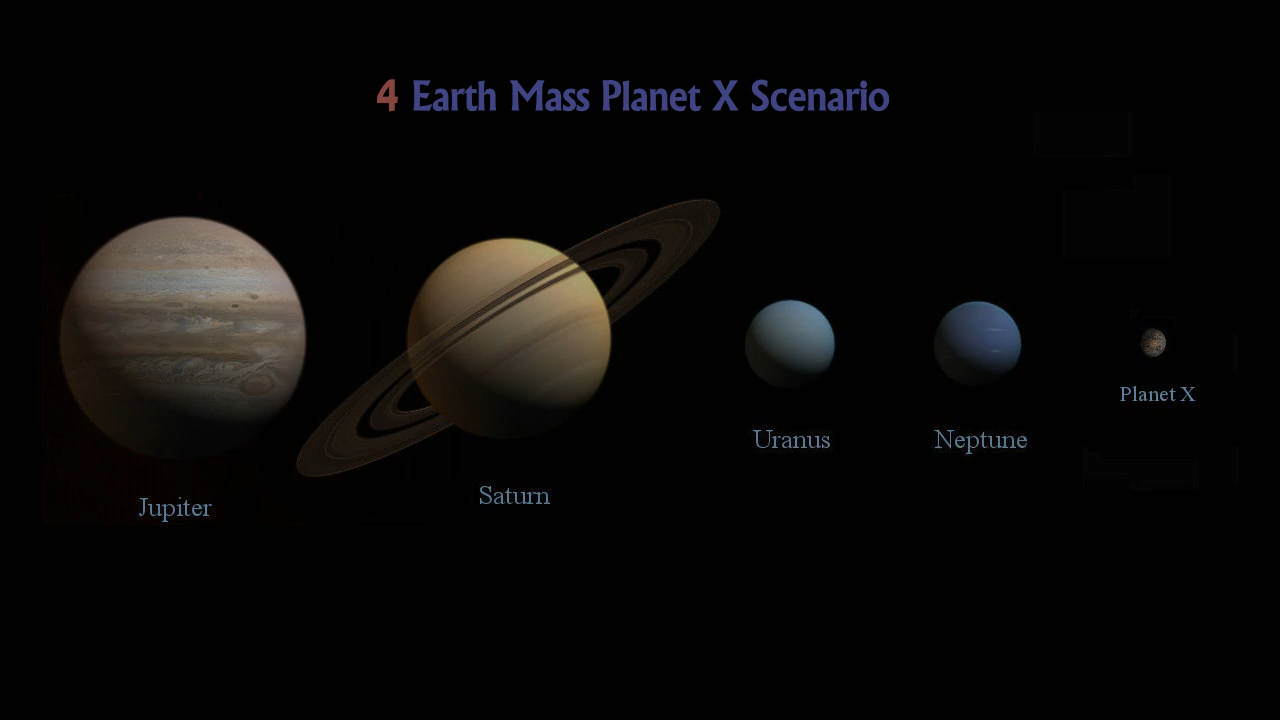 4 Earth Mass Planet X Scenario
Jupiter
Saturn
Uranus
Neptune
Planet X